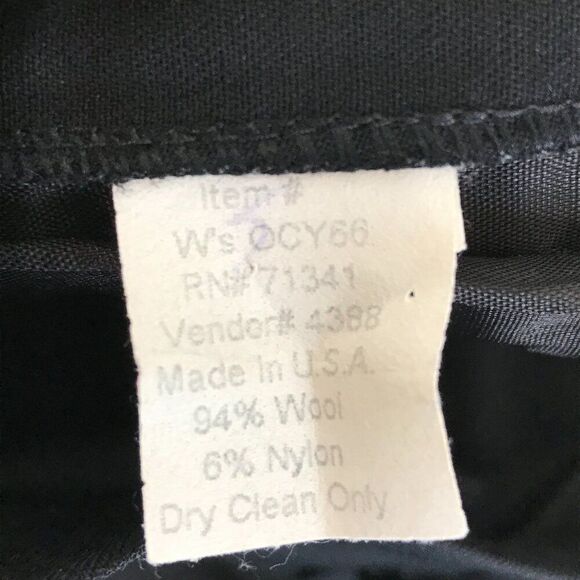 Item #
W's OCY66
RN# 71341
Vendor# 4388
Made In U.S.A.
94% Wool
6% Nylon
Dry Clean Only